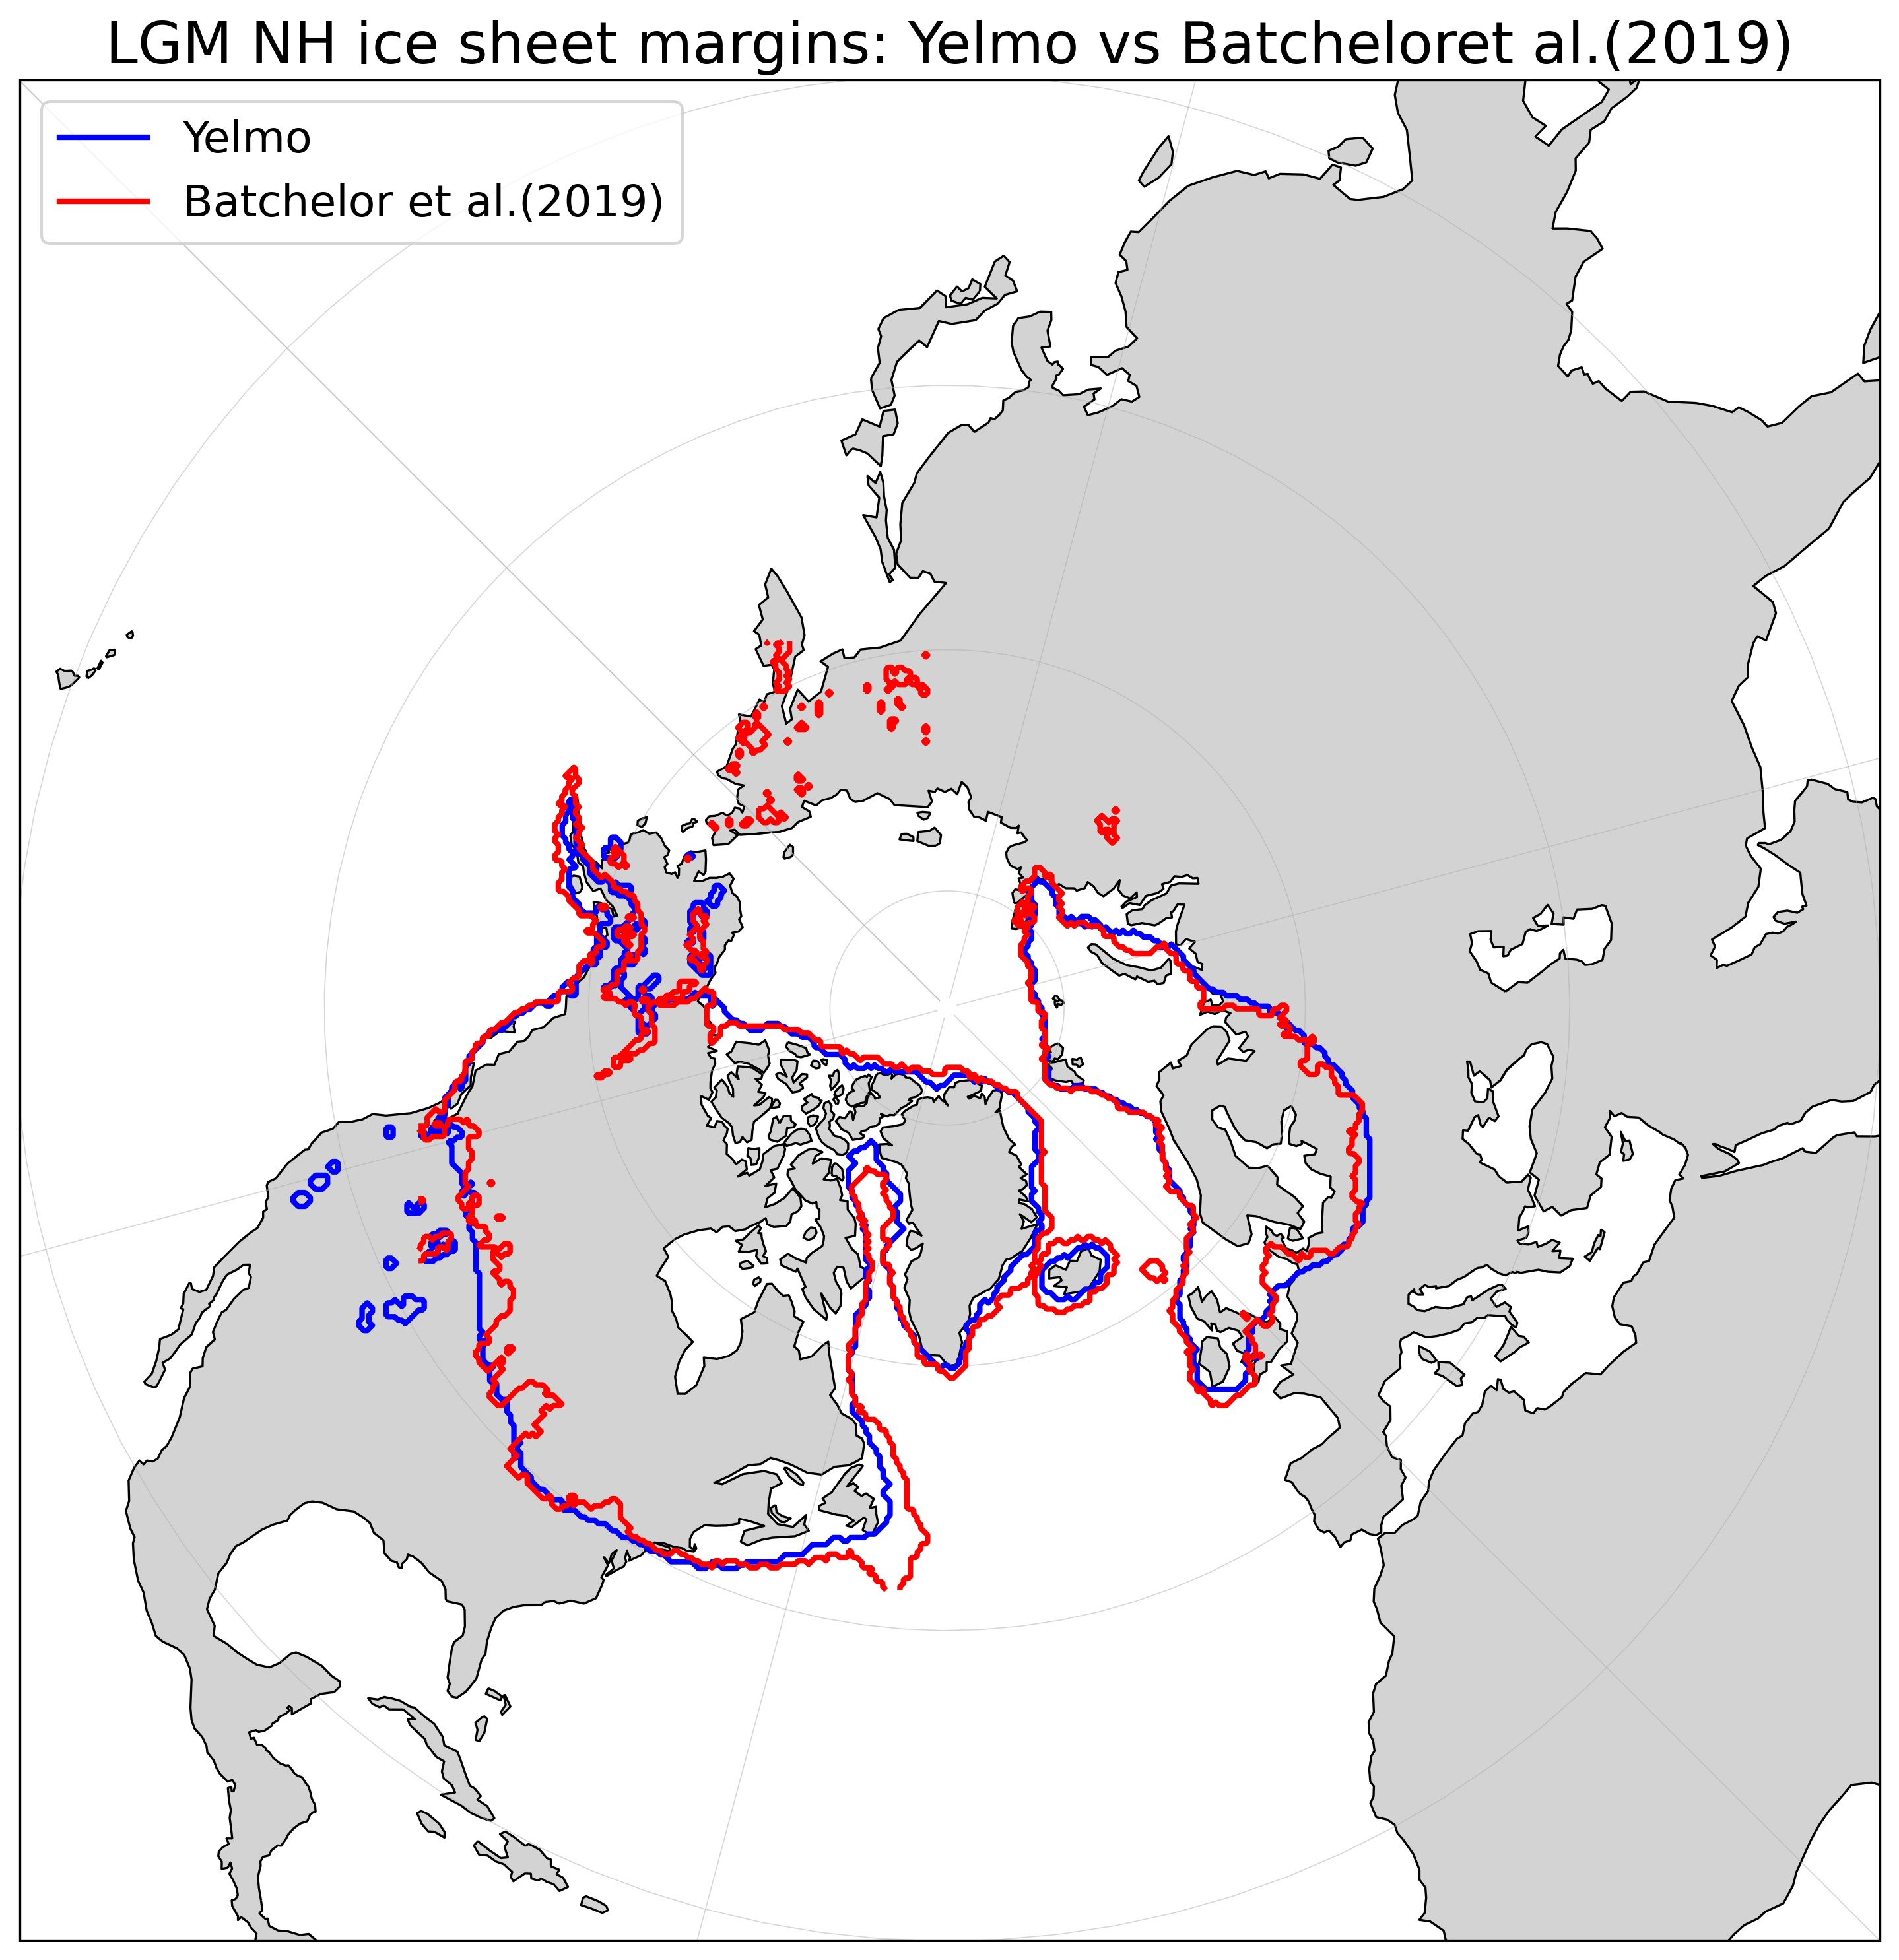 LGM NH ice sheet margins: Yelmo vs Batcheloret al.(2019)
Yelmo
Batchelor et al.(2019)